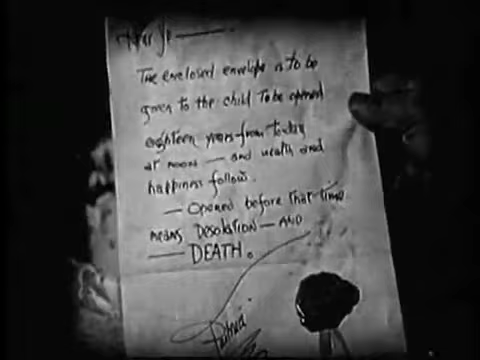 The enclosed envelope is to be
given to the child to be opened
eighteen years from today
at noon — and wealth and
happiness follow.
— Opened before that time
means Desolation — AND
— DEATH.